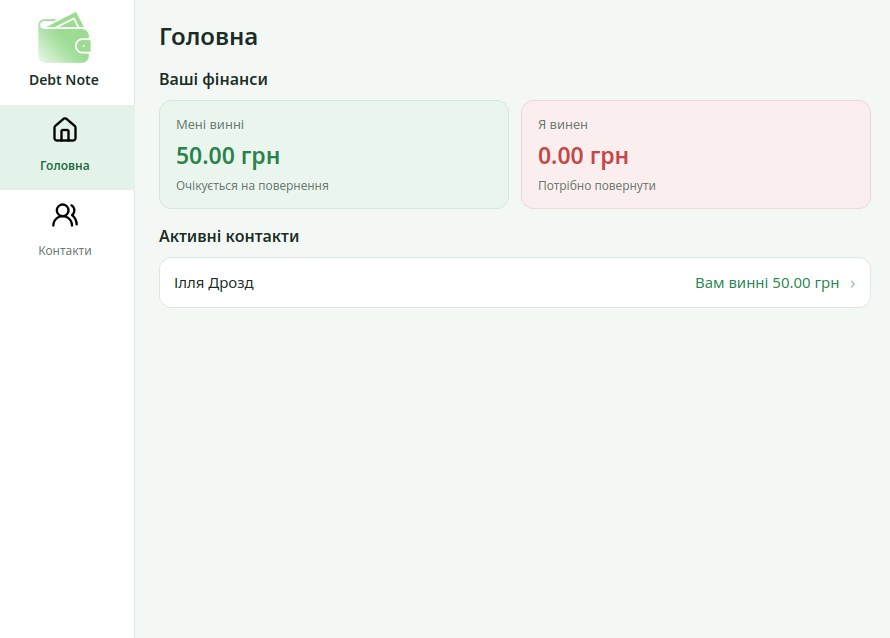 Debt Note
Головна
Контакти
Головна
Ваші фінанси
Мені винні
50.00 грн
Очікується на повернення
Я винен
0.00 грн
Потрібно повернути
Активні контакти
Ілля Дрозд
Вам винні 50.00 грн ›